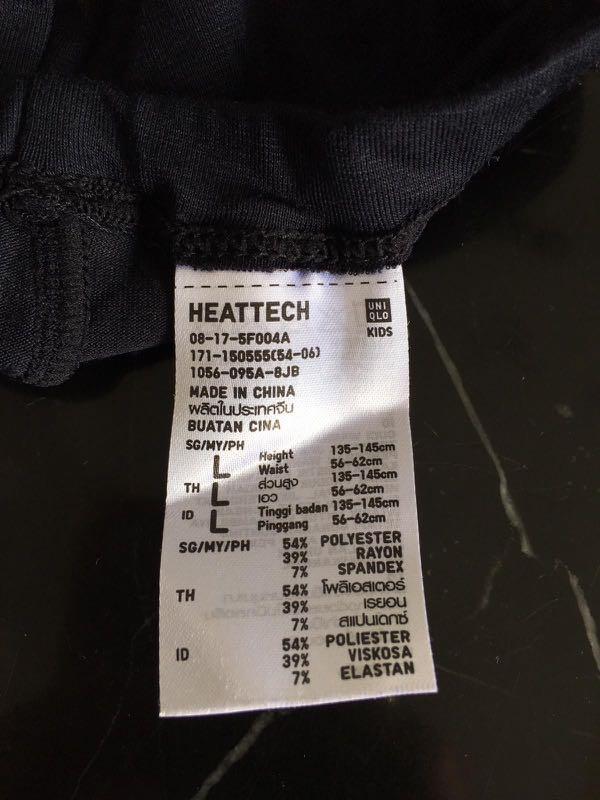 HEATTECH
UNI
QLO
KIDS
08-17-5F004A
171-150555(54-06)
1056-095A-8JB
MADE IN CHINA
ผลิตในประเทศจีน
BUATAN CINA
SG/MY/PH L Height 135-145cm
Waist 56-62cm
TH L ส่วนสูง 135-145cm
เอว 56-62cm
ID L Tinggi badan 135-145cm
Pinggang 56-62cm
SG/MY/PH 54% POLYESTER
39% RAYON
7% SPANDEX
TH 54% โพลิเอสเตอร์
39% เรยอน
7% สแปนเดกซ์
ID 54% POLIESTER
39% VISKOSA
7% ELASTAN